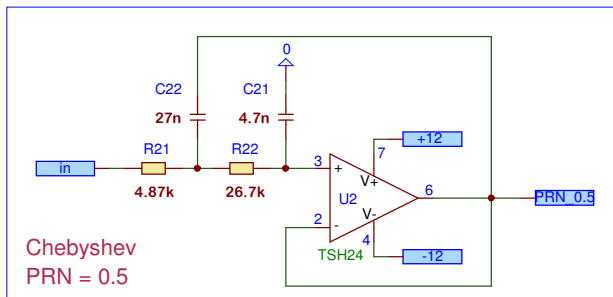 0
C22
C21
27n
4.7n
+12
R21
R22
7
in
3
+
V+
6
4.87k
26.7k
U2
PRN_0.5
2
-
V-
4
TSH24
-12
Chebyshev
PRN = 0.5